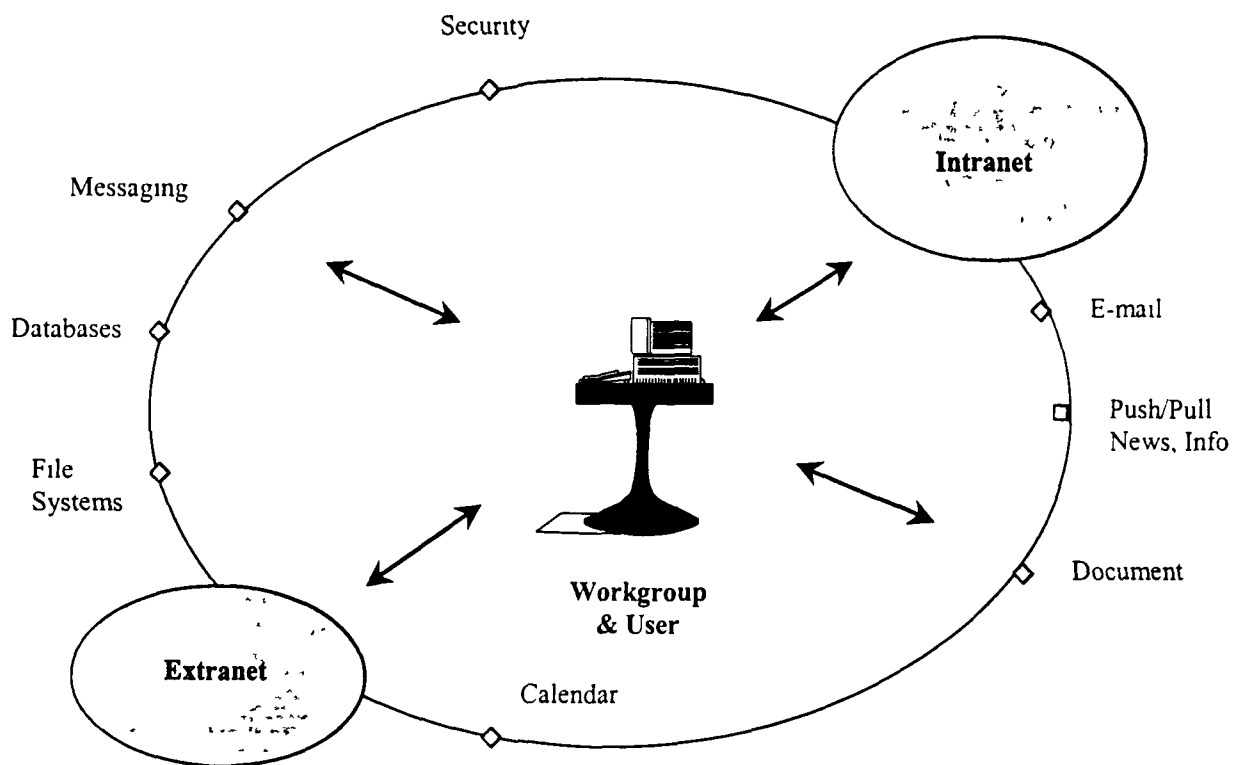 Security
Intranet
Messaging
E-mail
Databases
Push/Pull
News, Info
File
Systems
Document
Workgroup
& User
Extranet
Calendar